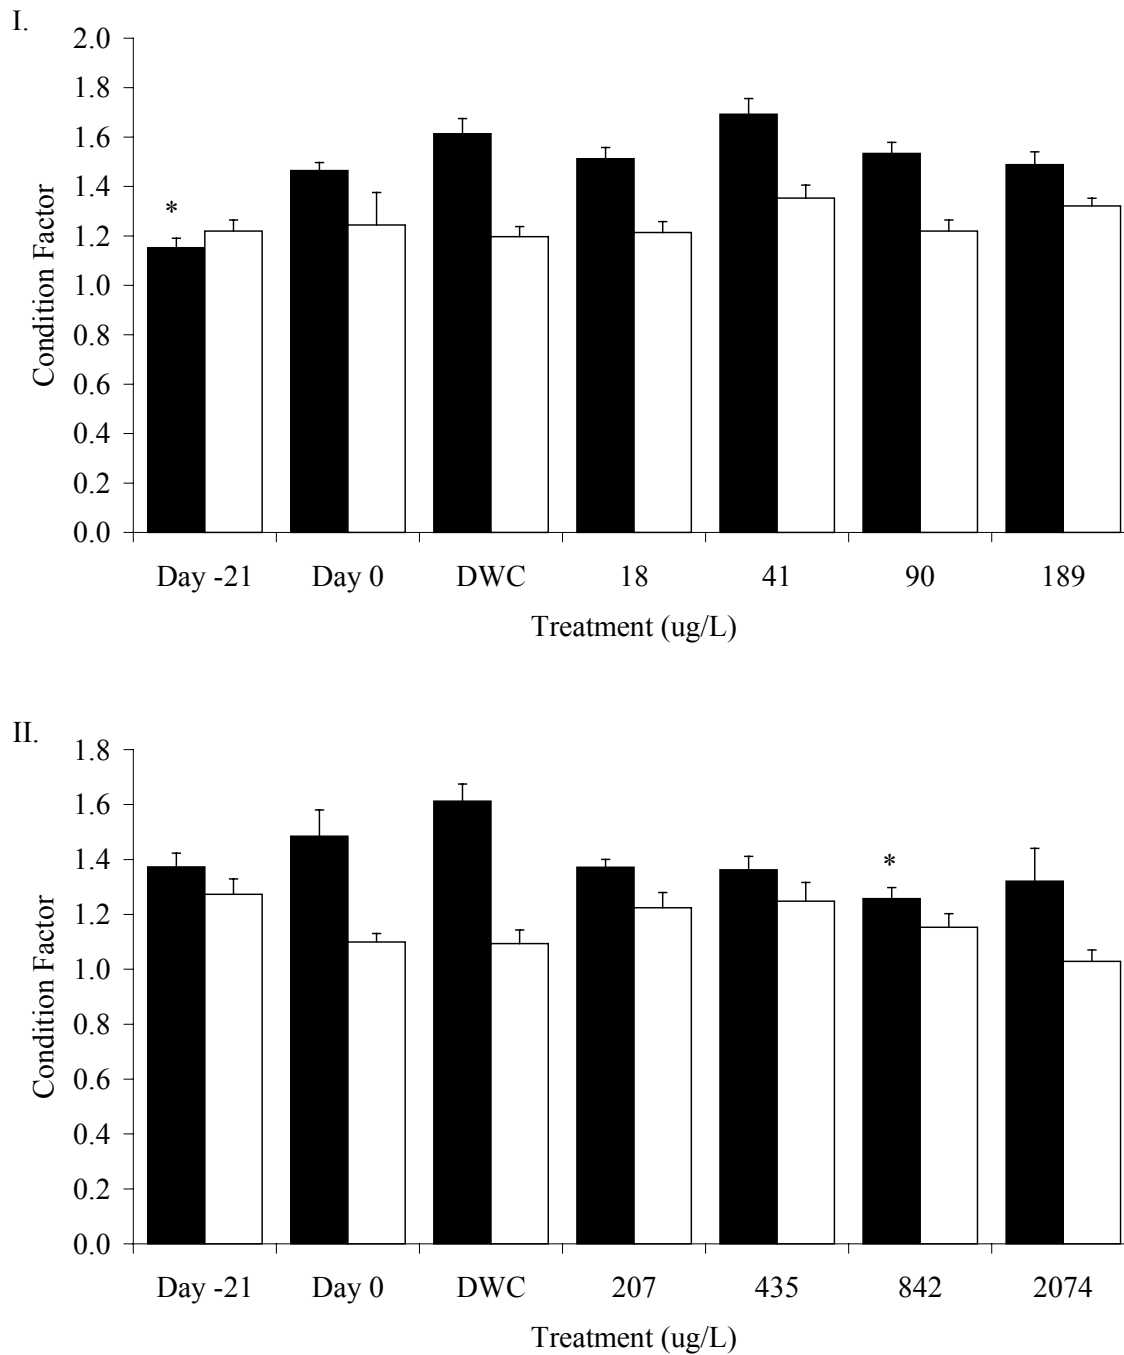 I.
2.0
1.8
1.6
1.4
1.2
1.0
0.8
0.6
0.4
0.2
0.0
Condition Factor
*
Day -21 Day 0 DWC 18 41 90 189
Treatment (ug/L)
II.
1.8
1.6
1.4
1.2
1.0
0.8
0.6
0.4
0.2
0.0
Condition Factor
*
Day -21 Day 0 DWC 207 435 842 2074
Treatment (ug/L)